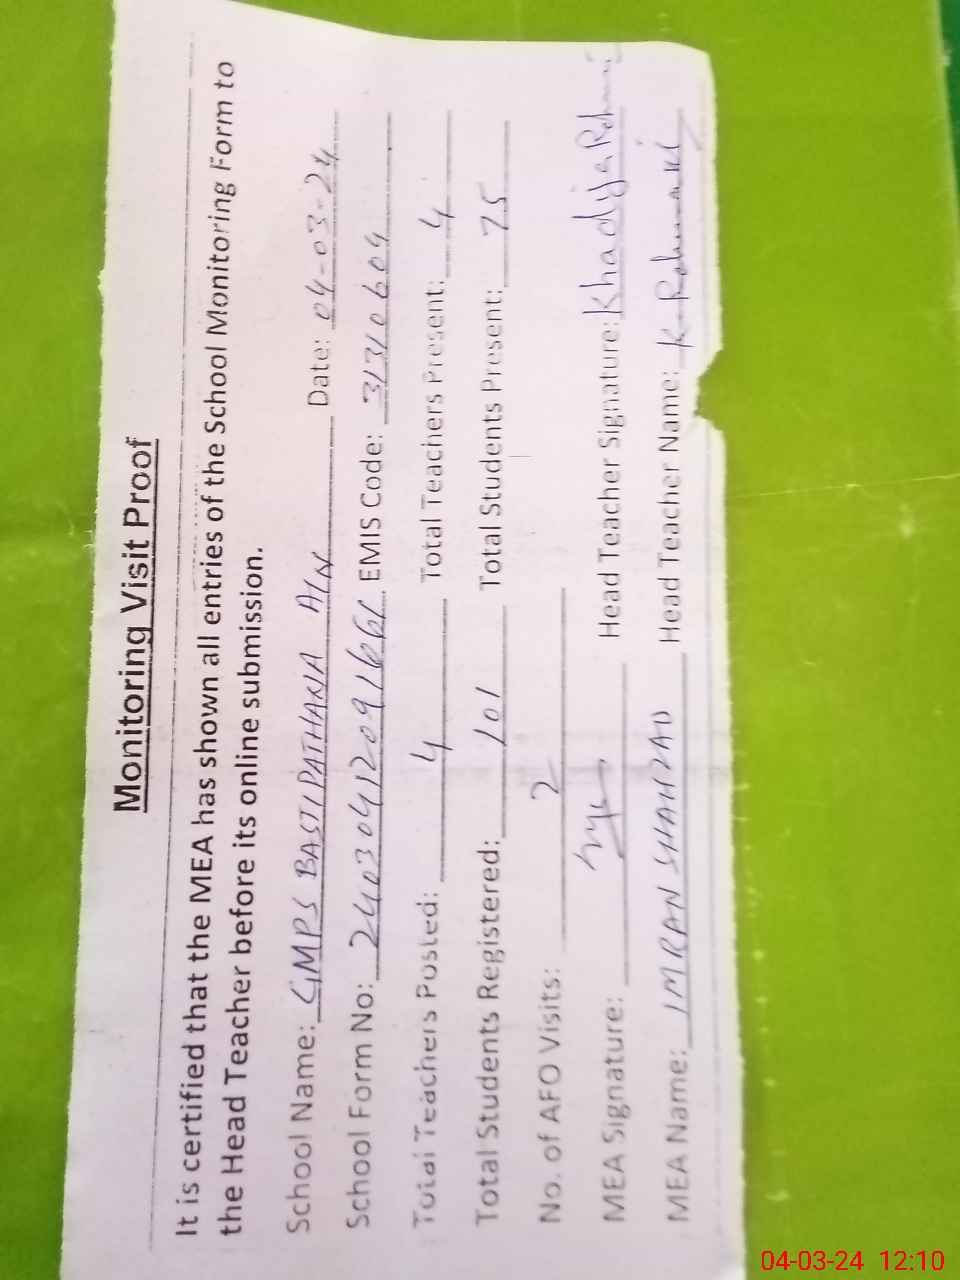 Monitoring Visit Proof
It is certified that the MEA has shown all entries of the School Monitoring Form to
the Head Teacher before its online submission.
School Name: GMPS BASTI PATHANA A/W Date: 04-03-24
School Form No: EMIS Code: 31310609
Total Teachers Posted: 4 Total Teachers Present: 4
Total Students Registered: 101 Total Students Present: 75
No. of AFO Visits: 2
MEA Signature: Head Teacher Signature: Khadija
MEA Name: IMRAN SHAHZAD Head Teacher Name: K
04-03-24 12:10